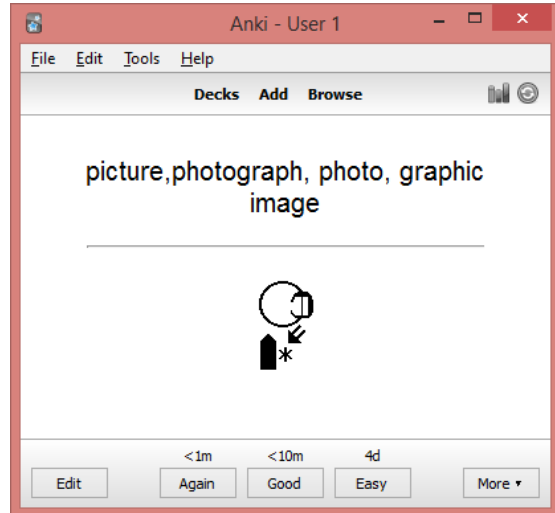 Anki - User 1
File Edit Tools Help
Decks Add Browse
picture,photograph, photo, graphic
image
<1m <10m 4d
Edit Again Good Easy More ▾